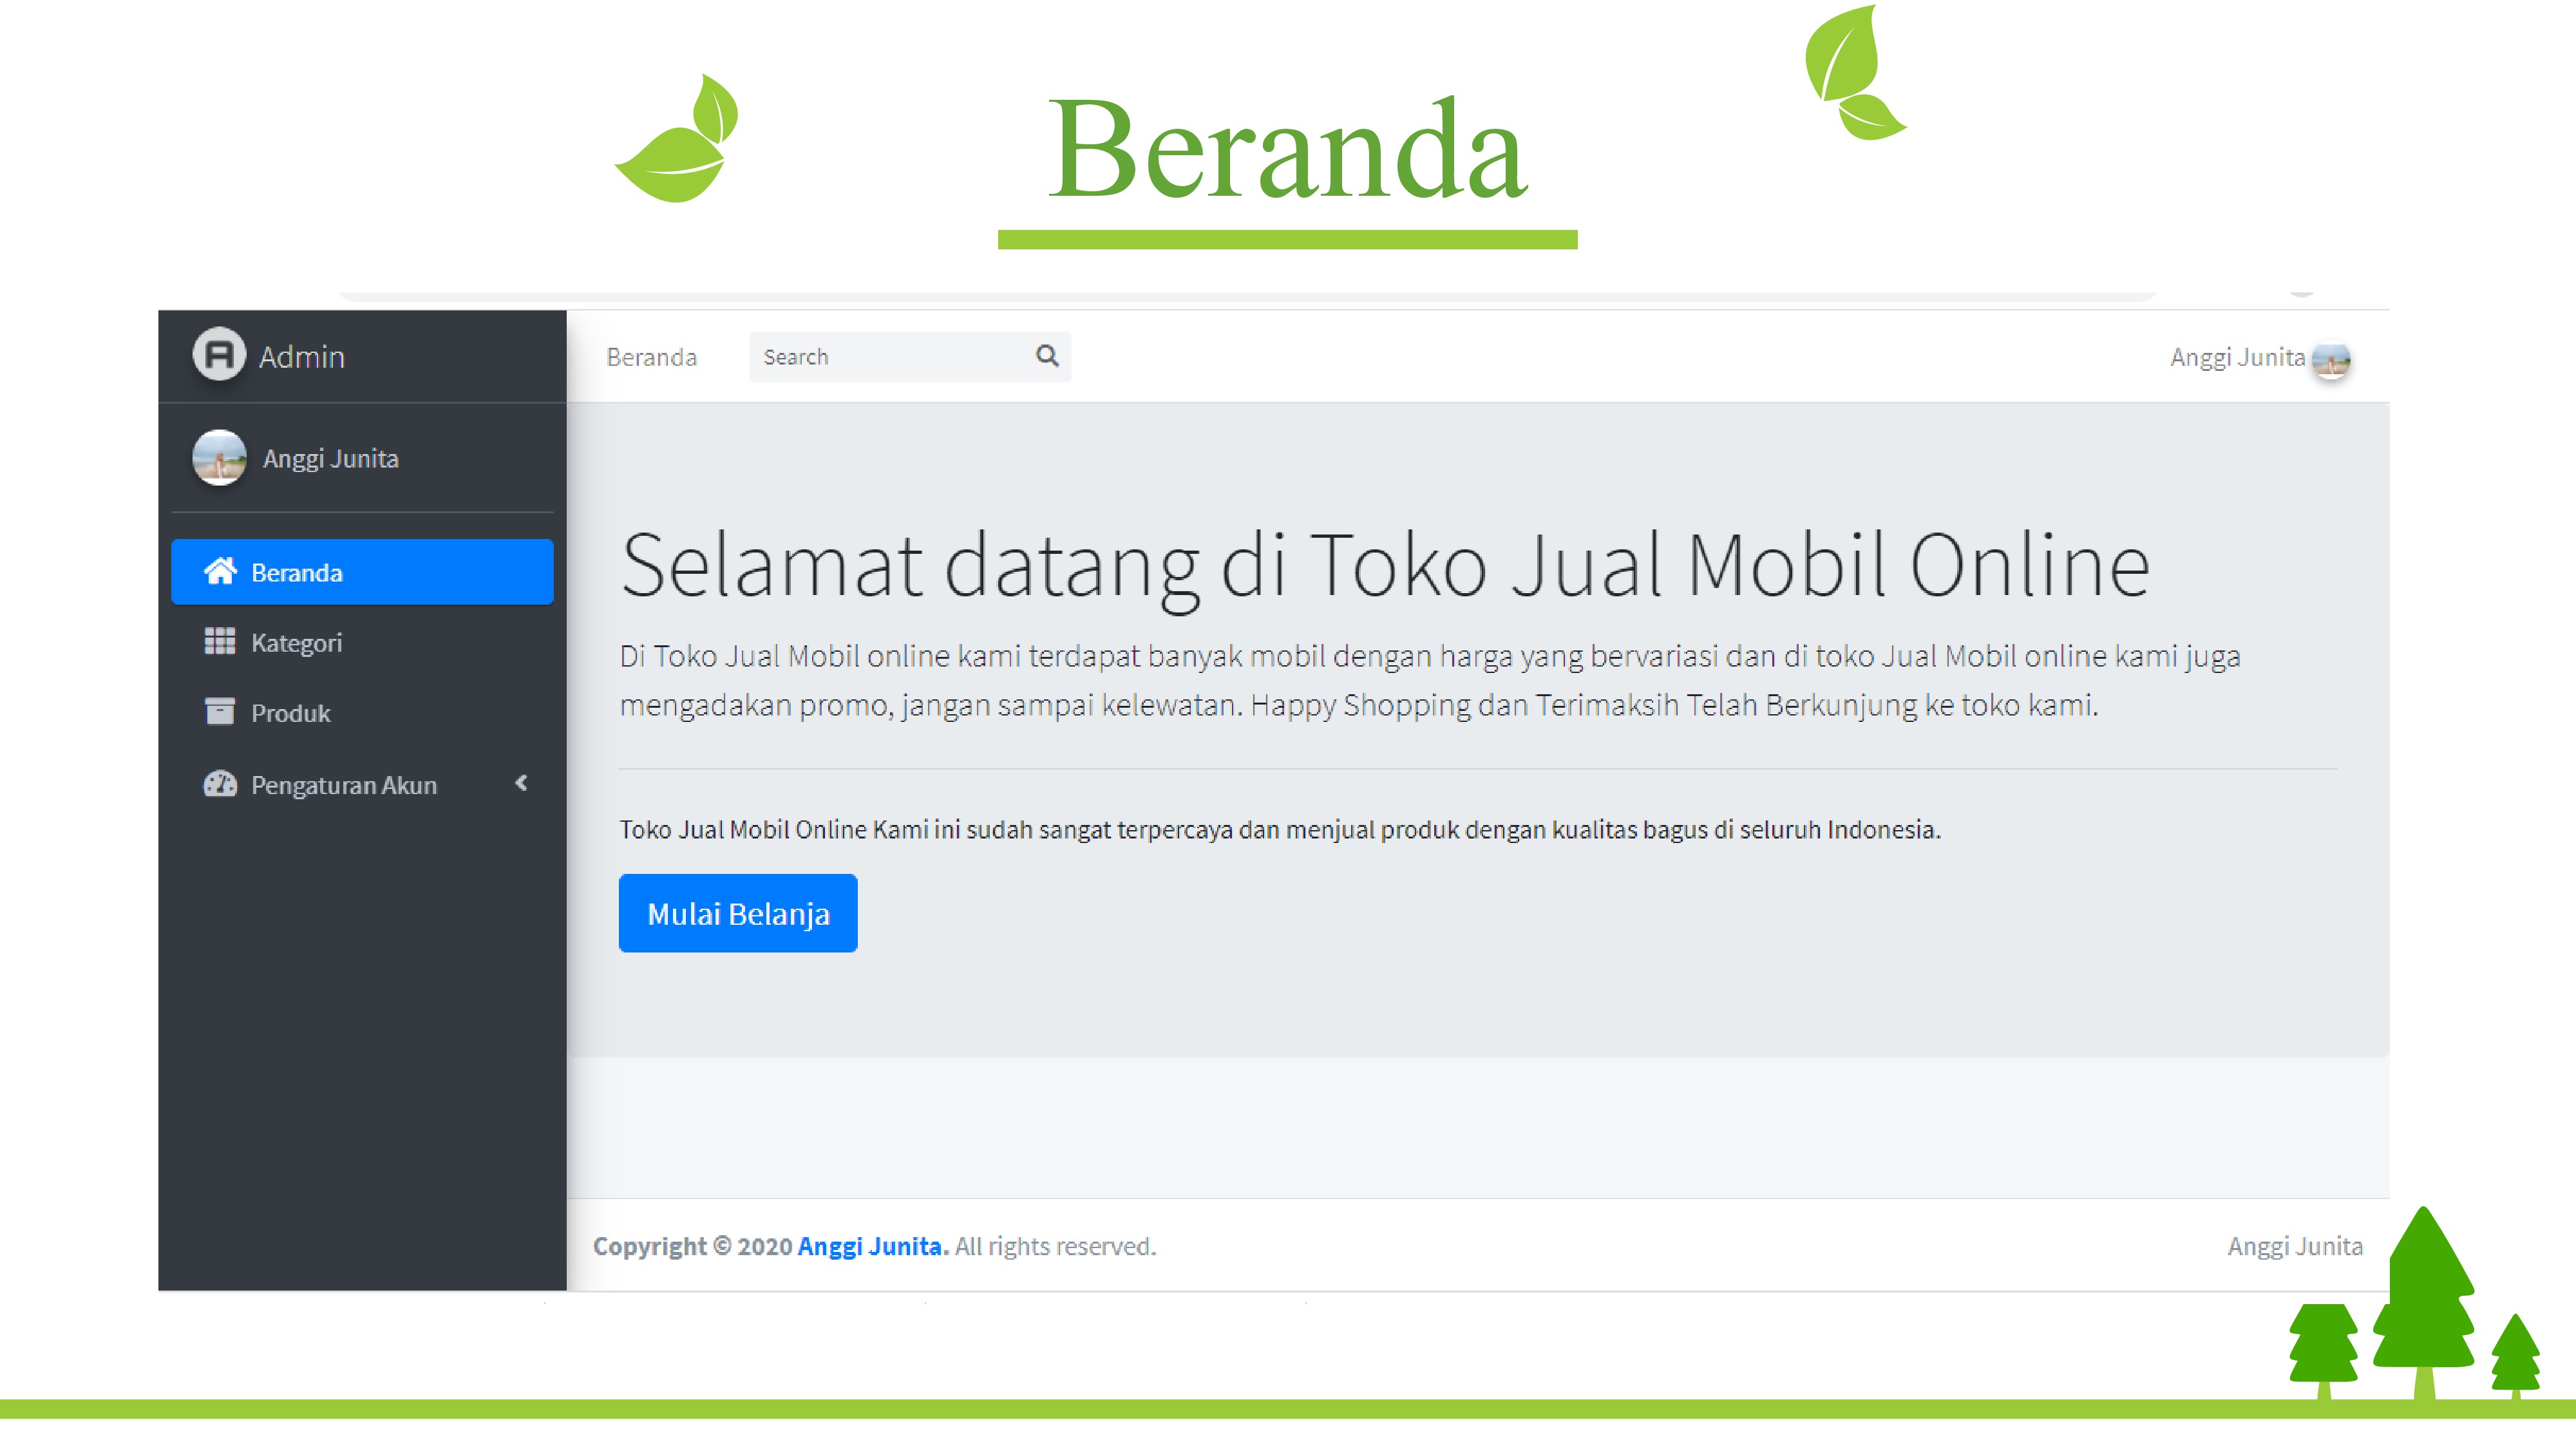 Beranda
Admin
Beranda
Search
Anggi Junita
Anggi Junita
Beranda
Kategori
Produk
Pengaturan Akun
Selamat datang di Toko Jual Mobil Online
Di Toko Jual Mobil online kami terdapat banyak mobil dengan harga yang bervariasi dan di toko Jual Mobil online kami juga
mengadakan promo, jangan sampai kelewatan. Happy Shopping dan Terimaksih Telah Berkunjung ke toko kami.
Toko Jual Mobil Online Kami ini sudah sangat terpercaya dan menjual produk dengan kualitas bagus di seluruh Indonesia.
Mulai Belanja
Copyright © 2020 Anggi Junita. All rights reserved.
Anggi Junita